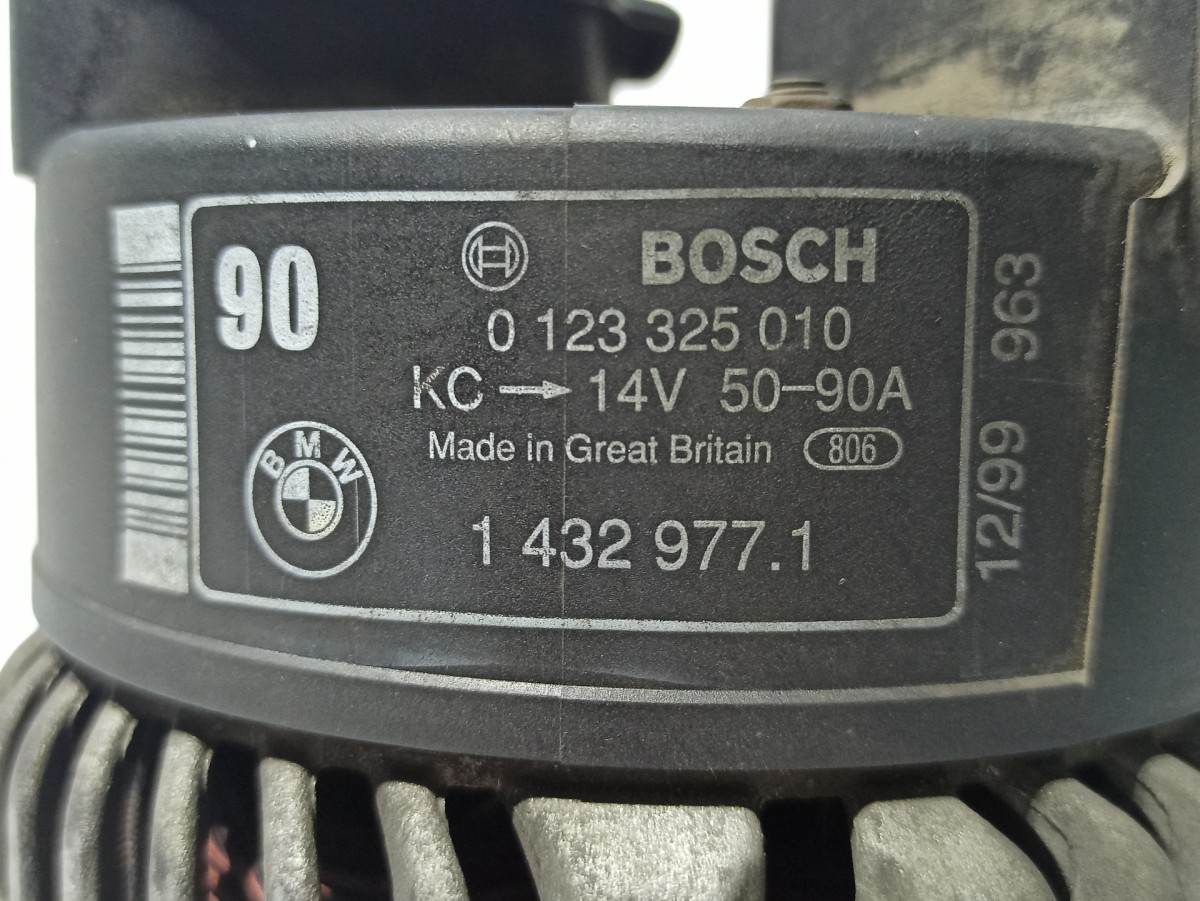 90
BOSCH
0 123 325 010
KC → 14V 50–90A
Made in Great Britain 806
BMW
1 432 977.1
12/99 963